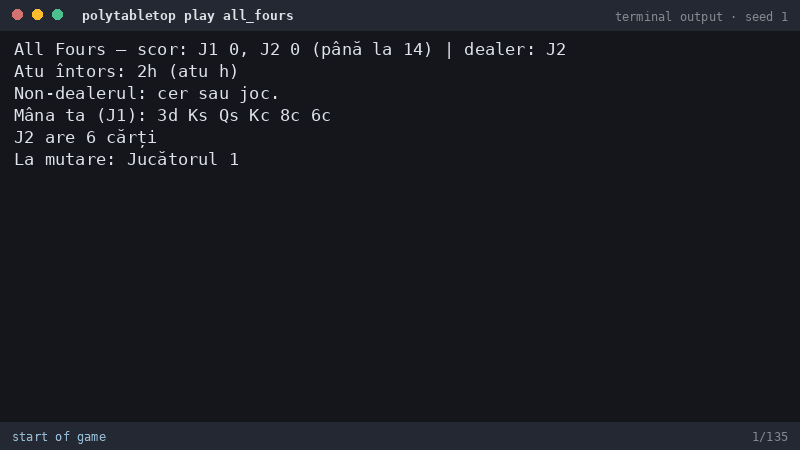 polytabletop play all_fours
terminal output · seed 1
All Fours — scor: J1 0, J2 0 (până la 14) | dealer: J2
Atu întors: 2h (atu h)
Non-dealerul: cer sau joc.
Mâna ta (J1): 3d Ks Qs Kc 8c 6c
J2 are 6 cărți
La mutare: Jucătorul 1
start of game
1/135